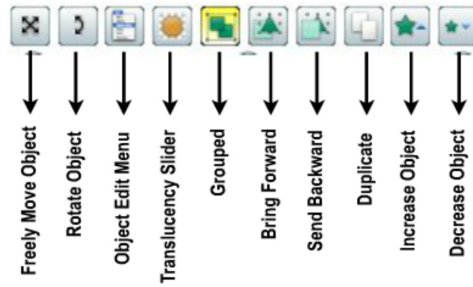 Freely Move Object
Rotate Object
Object Edit Menu
Translucency Slider
Grouped
Bring Forward
Send Backward
Duplicate
Increase Object
Decrease Object